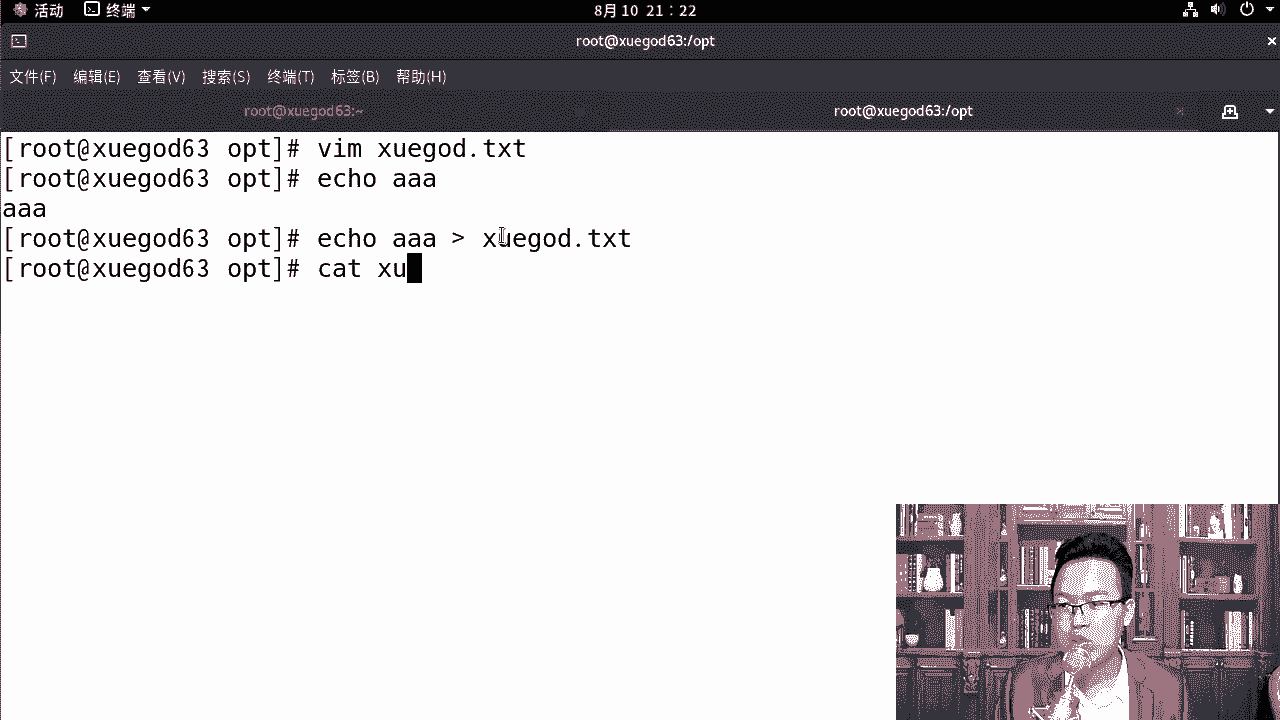 活动 终端 8月 10 21：22
root@xuegod63:/opt
文件(F) 编辑(E) 查看(V) 搜索(S) 终端(T) 标签(B) 帮助(H)
root@xuegod63:~ root@xuegod63:/opt
[root@xuegod63 opt]# vim xuegod.txt
[root@xuegod63 opt]# echo aaa
aaa
[root@xuegod63 opt]# echo aaa > xuegod.txt
[root@xuegod63 opt]# cat xu